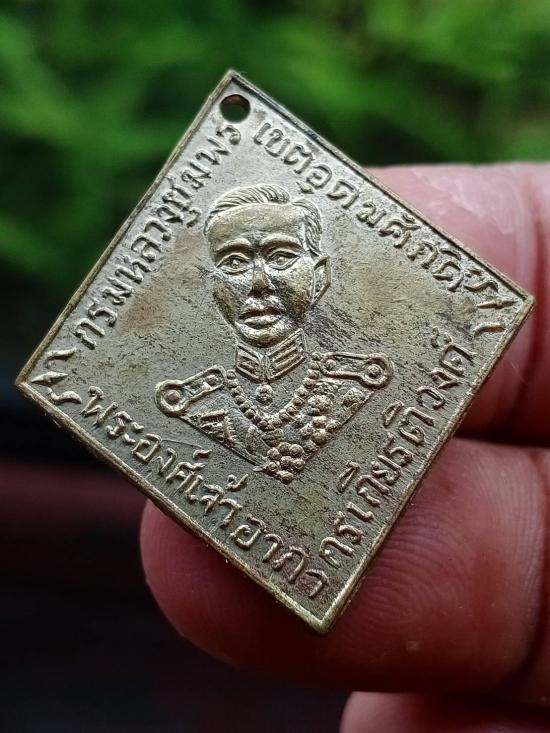 กรมหลวงชุมพร
เขตอุดมศักดิ์
พระองค์เจ้าอาภา
กรเกียรติวงศ์